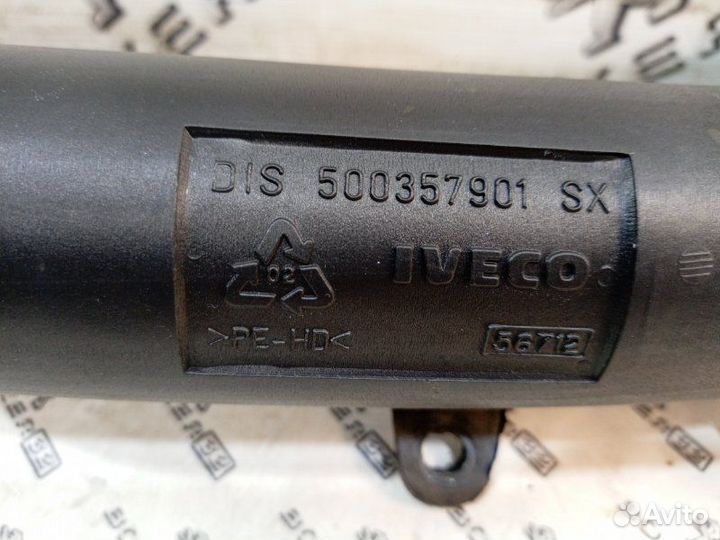 DIS 500357901 SX
02
IVECO
>PE-HD<
56712
Avito